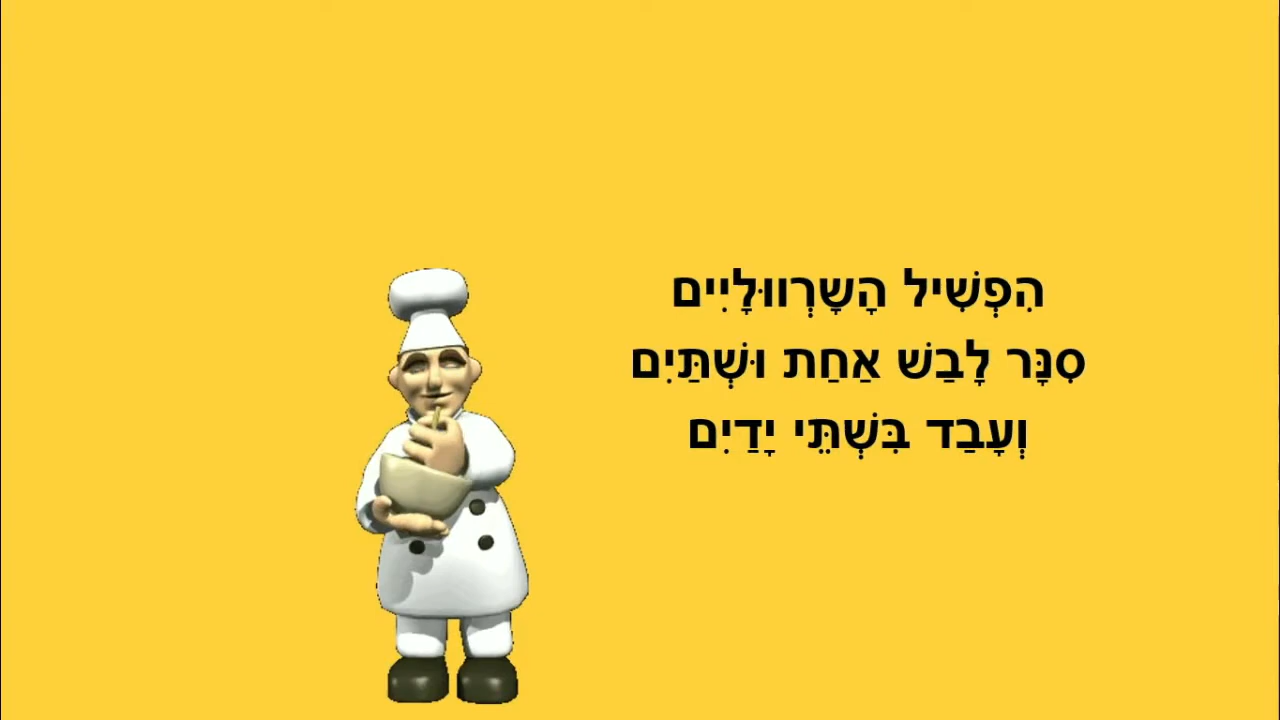 הִפְשִׁיל הָשָרְווּלָיִים
סִנָּר לָבַשׁ אַחַת וּשְׁתַּיִם
וְעָבַד בִּשְׁתֵּי יָדַיִם